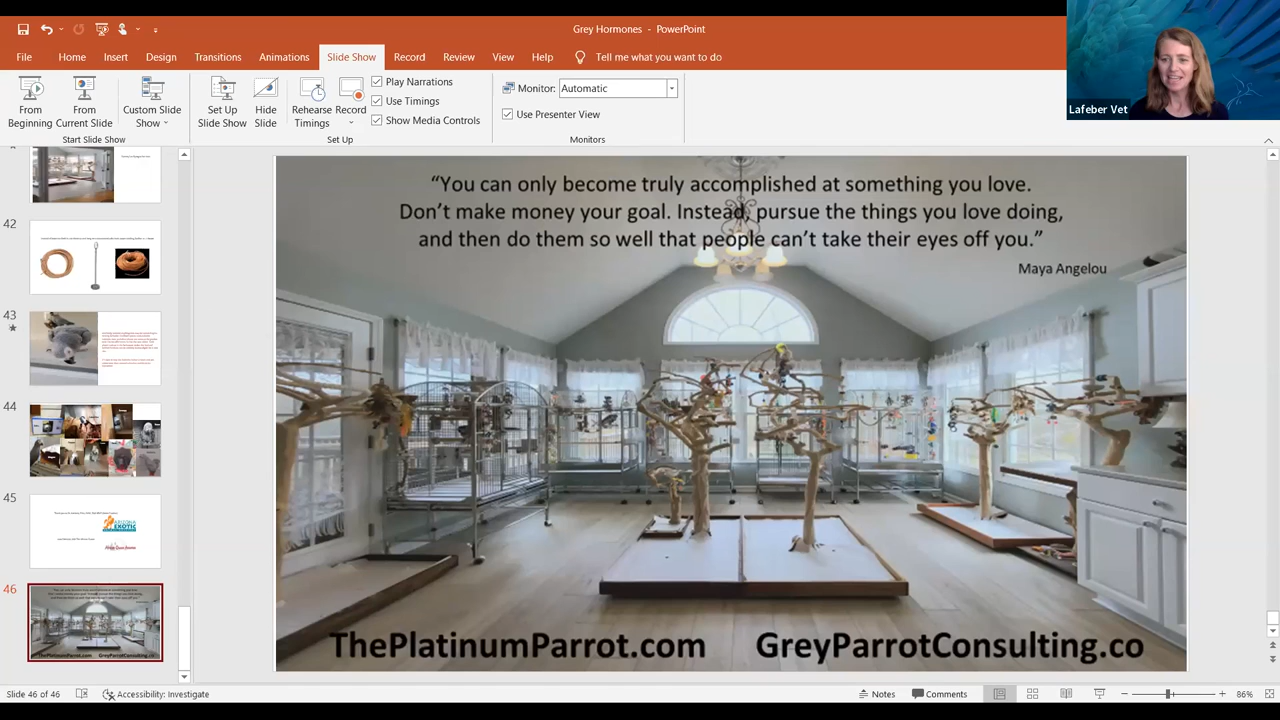 Grey Hormones - PowerPoint
File Home Insert Design Transitions Animations Slide Show Record Review View Help Tell me what you want to do
From Beginning
From Current Slide
Custom Slide Show
Set Up Slide Show
Hide Slide
Rehearse Timings
Record
Play Narrations
Use Timings
Show Media Controls
Monitor: Automatic
Use Presenter View
Start Slide Show
Set Up
Monitors
Lafeber Vet
42
43
44
45
46
ARIZONA
EXOTIC
“You can only become truly accomplished at something you love.
Don’t make money your goal. Instead, pursue the things you love doing,
and then do them so well that people can’t take their eyes off you.”
Maya Angelou
ThePlatinumParrot.com GreyParrotConsulting.co
Slide 46 of 46
Accessibility: Investigate
Notes
Comments
86%